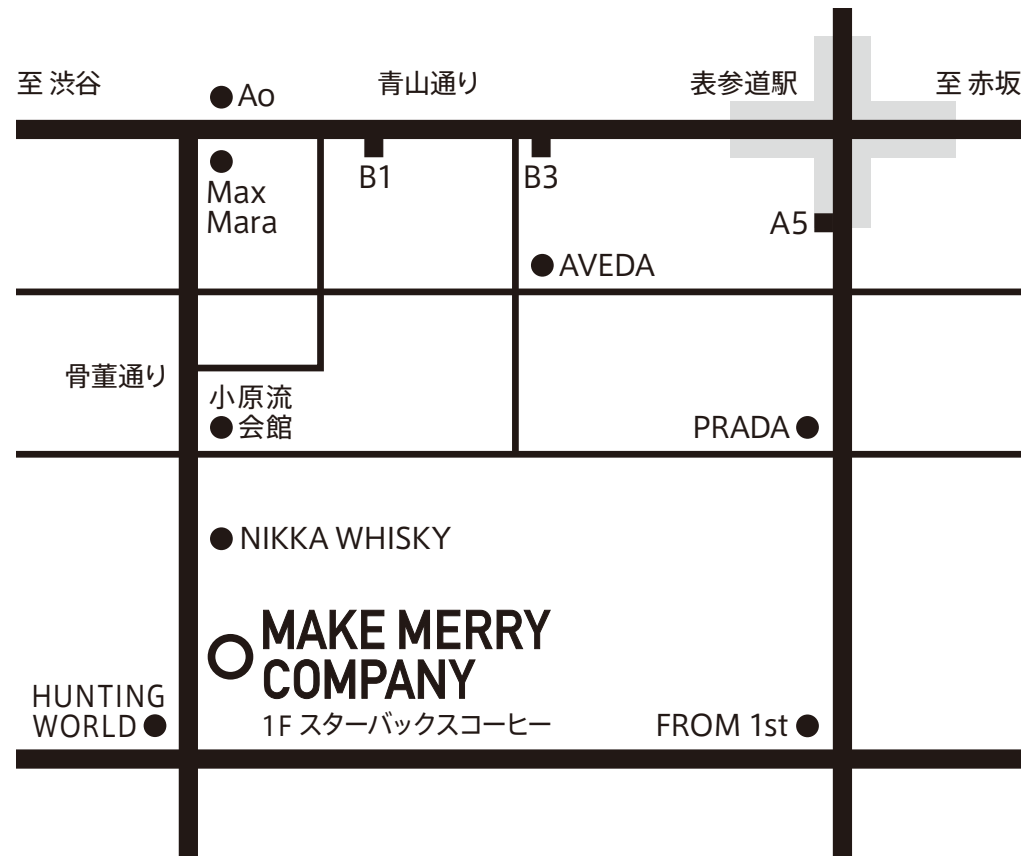 至 渋谷
青山通り
表参道駅
至 赤坂
Ao
Max
Mara
B1
B3
A5
AVEDA
骨董通り
小原流
会館
PRADA
NIKKA WHISKY
MAKE MERRY
COMPANY
1F スターバックスコーヒー
HUNTING
WORLD
FROM 1st